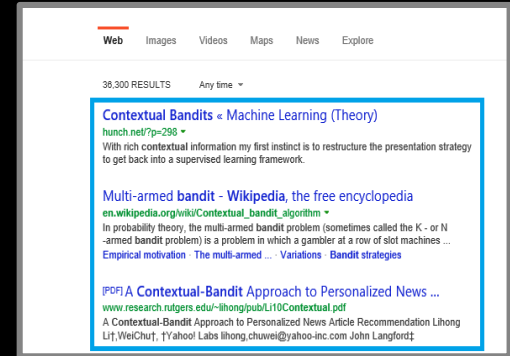 Web Images Videos Maps News Explore
36,300 RESULTS Any time
Contextual Bandits « Machine Learning (Theory)
hunch.net/?p=298
With rich contextual information my first instinct is to restructure the presentation strategy
to get back into a supervised learning framework.
Multi-armed bandit - Wikipedia, the free encyclopedia
en.wikipedia.org/wiki/Contextual_bandit_algorithm
In probability theory, the multi-armed bandit problem (sometimes called the K - or N
-armed bandit problem) is a problem in which a gambler at a row of slot machines ...
Empirical motivation · The multi-armed ... · Variations · Bandit strategies
[PDF] A Contextual-Bandit Approach to Personalized News ...
www.research.rutgers.edu/~lihong/pub/Li10Contextual.pdf
A Contextual-Bandit Approach to Personalized News Article Recommendation Lihong
Li†,WeiChu†, †Yahoo! Labs lihong,chuwei@yahoo-inc.com John Langford‡